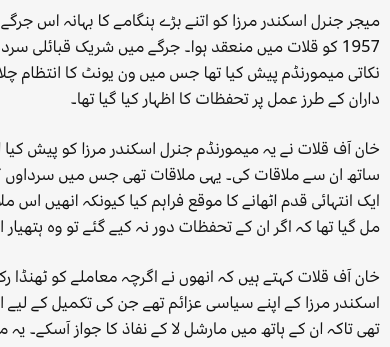 میجر جنرل اسکندر مرزا کو اتنے بڑے ہنگامے کا بہانہ اس جرگے
1957 کو قلات میں منعقد ہوا۔ جرگے میں شریک قبائلی سرد
نکاتی میمورنڈم پیش کیا تھا جس میں ون یونٹ کا انتظام چلا
داران کے طرز عمل پر تحفظات کا اظہار کیا گیا تھا۔
خان آف قلات نے یہ میمورنڈم جنرل اسکندر مرزا کو پیش کیا
ساتھ ان سے ملاقات کی۔ یہی ملاقات تھی جس میں سرداوں
ایک انتہائی قدم اٹھانے کا موقع فراہم کیا کیونکہ انھیں اس ملا
مل گیا تھا کہ اگر ان کے تحفظات دور نہ کیے گئے تو وہ ہتھیار ا
خان آف قلات کہتے ہیں کہ انھوں نے اگرچہ معاملے کو ٹھنڈا رک
اسکندر مرزا کے اپنے سیاسی عزائم تھے جن کی تکمیل کے لیے ا
تھی تاکہ ان کے ہاتھ میں مارشل لا کے نفاذ کا جواز آسکے۔ یہ م